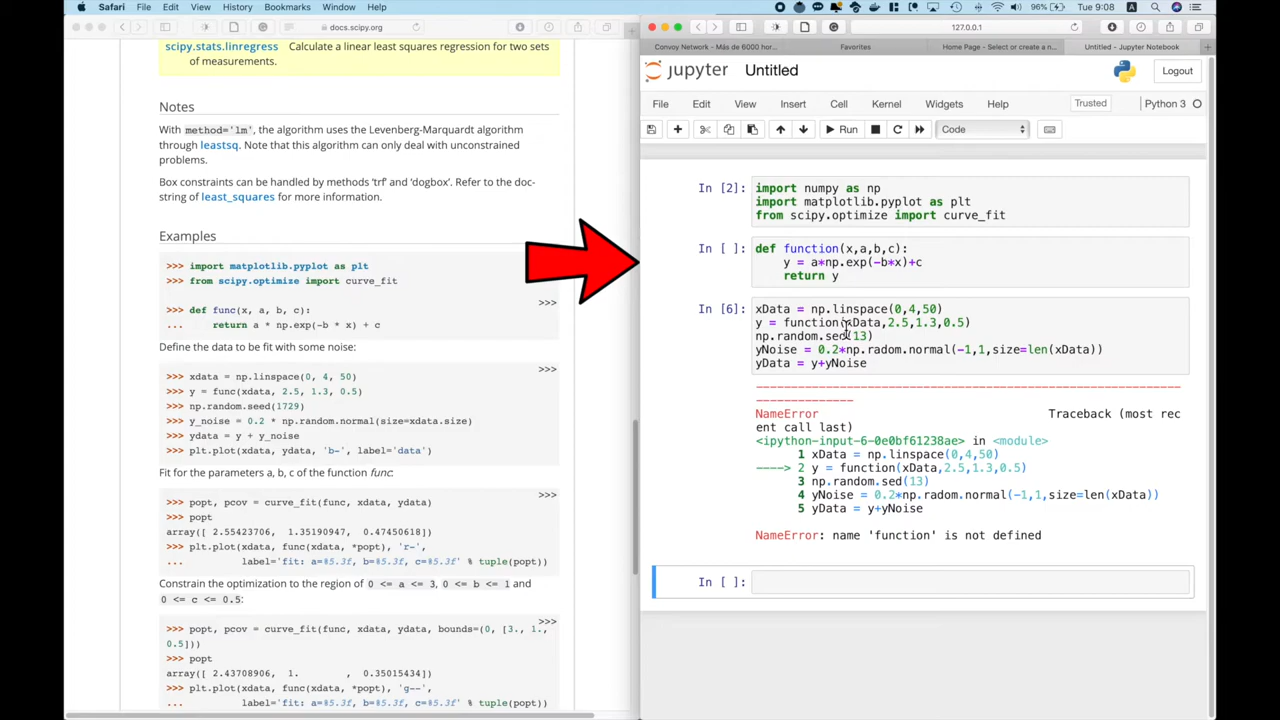 Safari File Edit View History Bookmarks Window Help
96% Tue 9:08
docs.scipy.org
127.0.0.1
Convoy Network - Más de 6000 hor...
Favorites
Home Page - Select or create a n...
Untitled - Jupyter Notebook
scipy.stats.linregress Calculate a linear least squares regression for two sets
of measurements.
Notes
With method='lm', the algorithm uses the Levenberg-Marquardt algorithm
through leastsq. Note that this algorithm can only deal with unconstrained
problems.
Box constraints can be handled by methods ‘trf’ and ‘dogbox’. Refer to the doc-
string of least_squares for more information.
Examples
>>> import matplotlib.pyplot as plt
>>> from scipy.optimize import curve_fit
>>>
>>> def func(x, a, b, c):
... return a * np.exp(-b * x) + c
Define the data to be fit with some noise:
>>>
>>> xdata = np.linspace(0, 4, 50)
>>> y = func(xdata, 2.5, 1.3, 0.5)
>>> np.random.seed(1729)
>>> y_noise = 0.2 * np.random.normal(size=xdata.size)
>>> ydata = y + y_noise
>>> plt.plot(xdata, ydata, 'b-', label='data')
Fit for the parameters a, b, c of the function func:
>>>
>>> popt, pcov = curve_fit(func, xdata, ydata)
>>> popt
array([ 2.55423706, 1.35190947, 0.47450618])
>>> plt.plot(xdata, func(xdata, *popt), 'r-',
... label='fit: a=%5.3f, b=%5.3f, c=%5.3f' % tuple(popt))
Constrain the optimization to the region of 0 <= a <= 3, 0 <= b <= 1 and
0 <= c <= 0.5:
>>>
>>> popt, pcov = curve_fit(func, xdata, ydata, bounds=(0, [3., 1.,
0.5]))
>>> popt
array([ 2.43708906, 1. , 0.35015434])
>>> plt.plot(xdata, func(xdata, *popt), 'g--',
... label='fit: a=%5.3f, b=%5.3f, c=%5.3f' % tuple(popt))
jupyter Untitled
Logout
File Edit View Insert Cell Kernel Widgets Help
Trusted
Python 3
Run
Code
In [2]: import numpy as np
import matplotlib.pyplot as plt
from scipy.optimize import curve_fit
In [ ]: def function(x,a,b,c):
y = a*np.exp(-b*x)+c
return y
In [6]: xData = np.linspace(0,4,50)
y = function(xData,2.5,1.3,0.5)
np.random.sed(13)
yNoise = 0.2*np.radom.normal(-1,1,size=len(xData))
yData = y+yNoise
---------------------------------------------------------------------------
NameError Traceback (most rec
ent call last)
<ipython-input-6-0e0bf61238ae> in <module>
1 xData = np.linspace(0,4,50)
----> 2 y = function(xData,2.5,1.3,0.5)
3 np.random.sed(13)
4 yNoise = 0.2*np.radom.normal(-1,1,size=len(xData))
5 yData = y+yNoise
NameError: name 'function' is not defined
In [ ]: